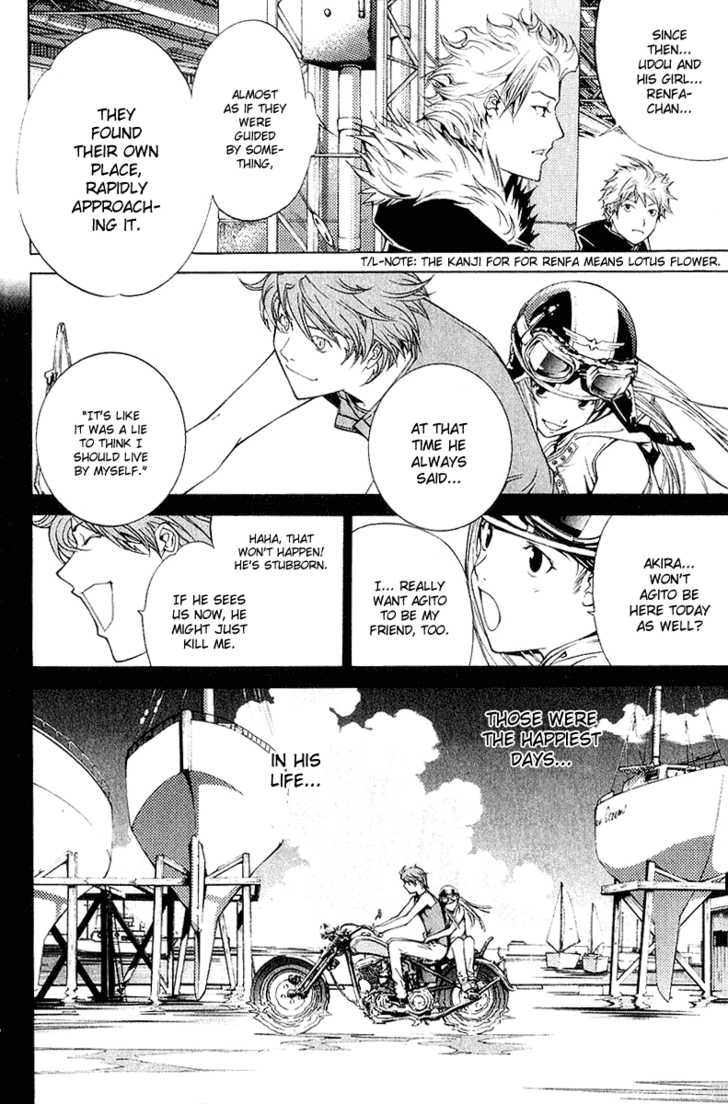 SINCE
THEN...
UDOU AND
HIS GIRL...
RENFA-
CHAN...
ALMOST
AS IF THEY
WERE
GUIDED
BY SOME-
THING,
THEY
FOUND
THEIR OWN
PLACE,
RAPIDLY
APPROACH-
ING IT.
T/L-NOTE: THE KANJI FOR FOR RENFA MEANS LOTUS FLOWER.
AT THAT
TIME HE
ALWAYS
SAID...
"IT'S LIKE
IT WAS A LIE
TO THINK I
SHOULD LIVE
BY MYSELF."
AKIRA...
WON'T
AGITO BE
HERE TODAY
AS WELL?
I... REALLY
WANT AGITO
TO BE MY
FRIEND, TOO.
HAHA, THAT
WON'T HAPPEN!
HE'S STUBBORN.
IF HE SEES
US NOW, HE
MIGHT JUST
KILL ME.
THOSE WERE
THE HAPPIEST
DAYS...
IN HIS
LIFE...